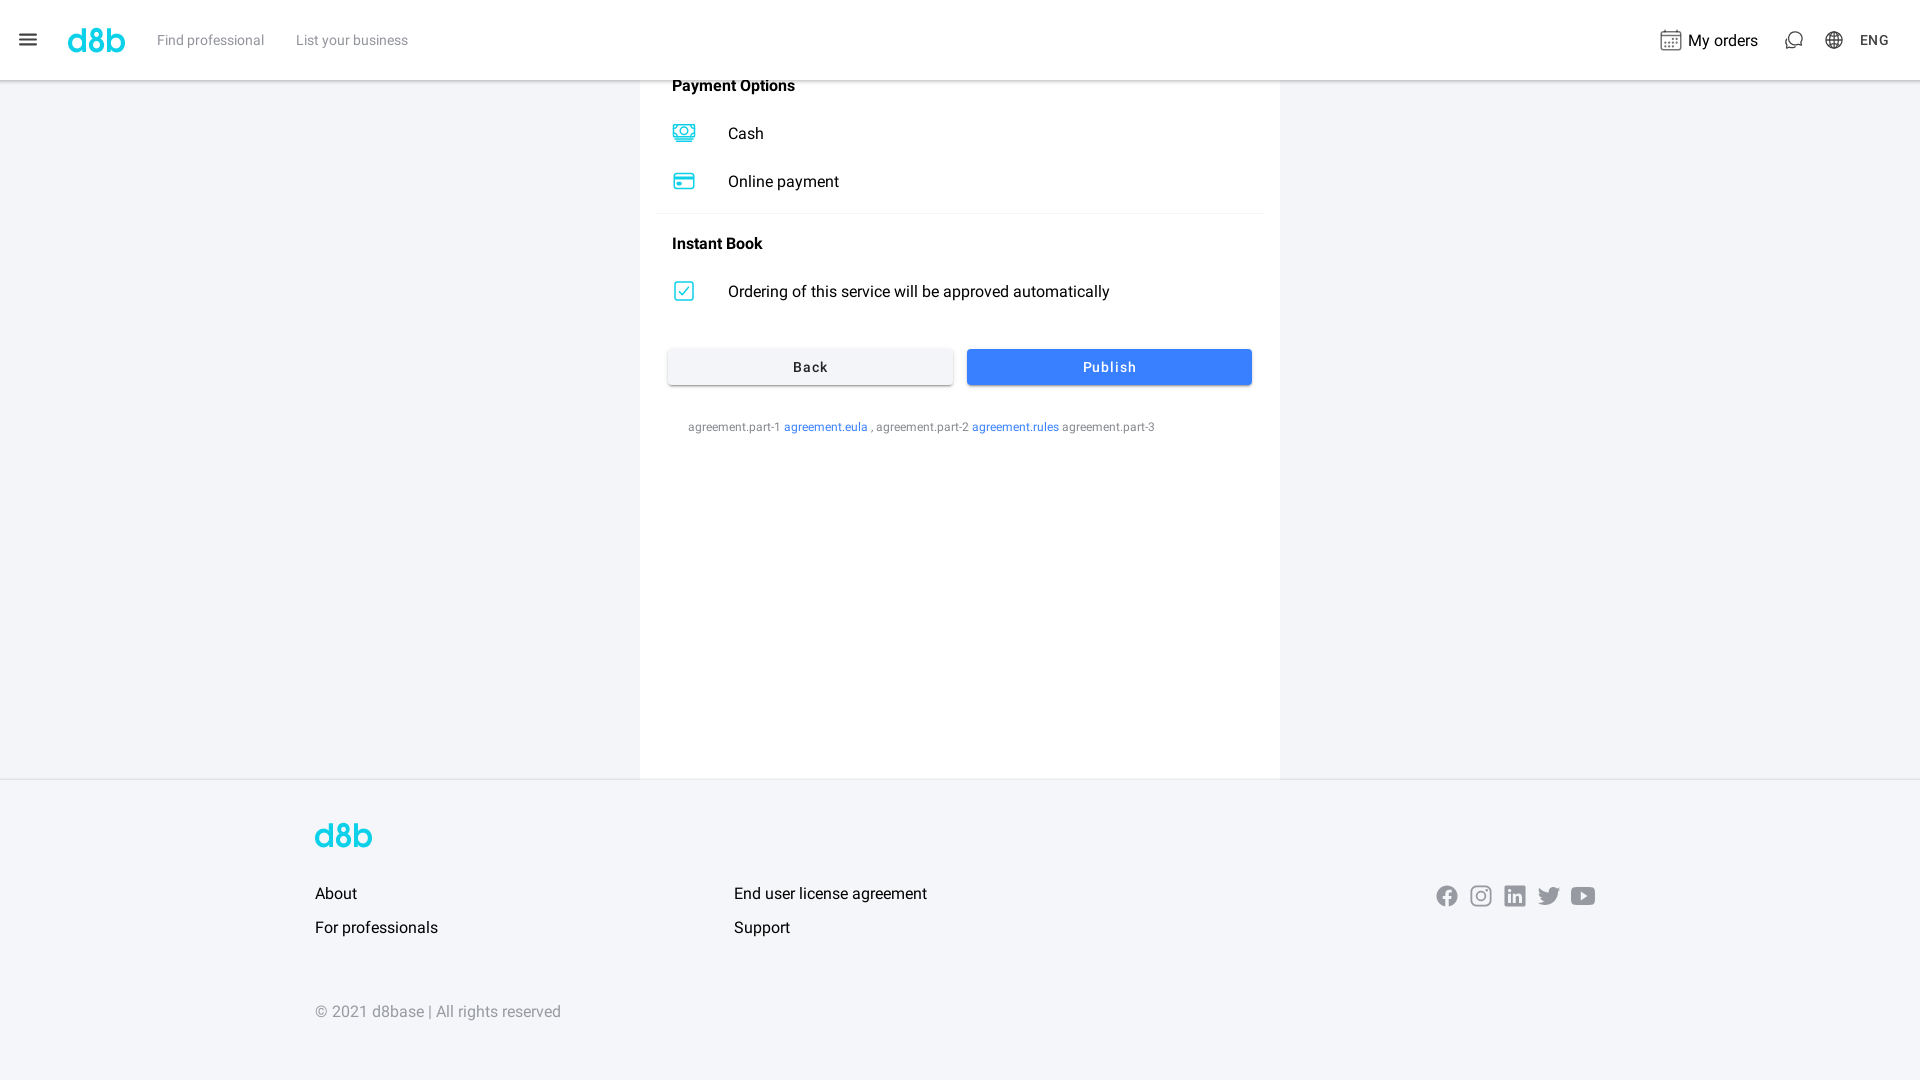 d8b Find professional List your business My orders ENG
Payment Options
Cash
Online payment
Instant Book
Ordering of this service will be approved automatically
Back Publish
agreement.part-1 agreement.eula , agreement.part-2 agreement.rules agreement.part-3
d8b
About End user license agreement
For professionals Support
© 2021 d8base | All rights reserved